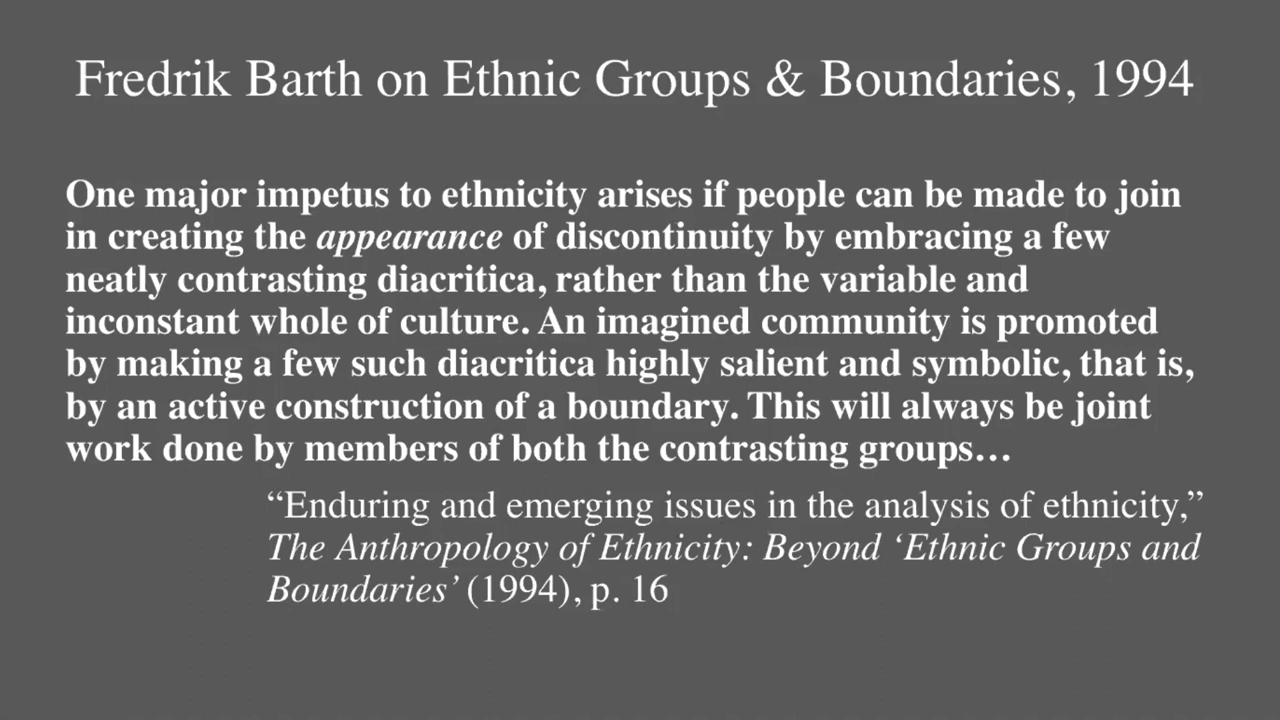 Fredrik Barth on Ethnic Groups & Boundaries, 1994
One major impetus to ethnicity arises if people can be made to join
in creating the appearance of discontinuity by embracing a few
neatly contrasting diacritica, rather than the variable and
inconstant whole of culture. An imagined community is promoted
by making a few such diacritica highly salient and symbolic, that is,
by an active construction of a boundary. This will always be joint
work done by members of both the contrasting groups…
“Enduring and emerging issues in the analysis of ethnicity,”
The Anthropology of Ethnicity: Beyond ‘Ethnic Groups and
Boundaries’ (1994), p. 16